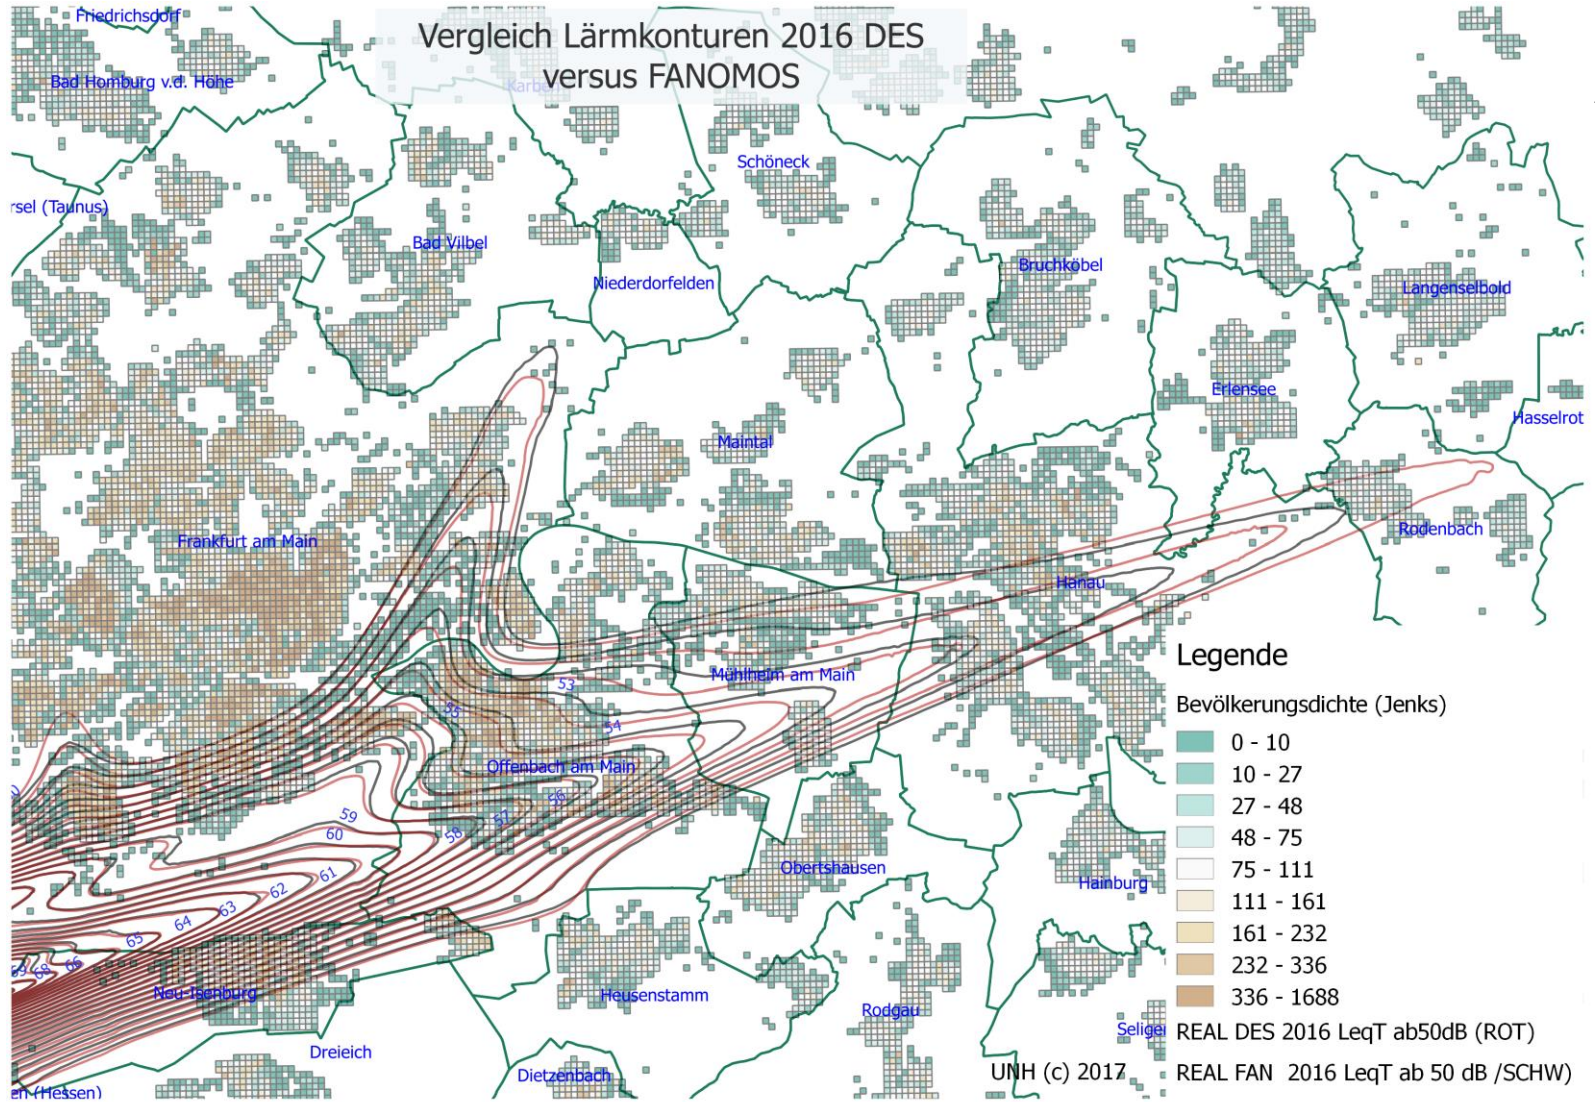 Friedrichsdorf
Vergleich Lärmkonturen 2016 DES
versus FANOMOS
Bad Homburg v.d. Höhe
Schöneck
rsel (Taunus)
Bad Vilbel
Niederdorfelden
Bruchköbel
Langenselbold
Erlensee
Hasselrot
Maintal
Frankfurt am Main
Rodenbach
Hanau
Mühlheim am Main
53
55
54
Offenbach am Main
56
57
58
59
60
61
62
63
64
65
66
68
69
Obertshausen
Hainburg
Neu-Isenburg
Heusenstamm
Rodgau
Dreieich
Dietzenbach
Selige
en (Hessen)
Legende
Bevölkerungsdichte (Jenks)
0 - 10
10 - 27
27 - 48
48 - 75
75 - 111
111 - 161
161 - 232
232 - 336
336 - 1688
REAL DES 2016 LeqT ab50dB (ROT)
UNH (c) 2017
REAL FAN 2016 LeqT ab 50 dB /SCHW)